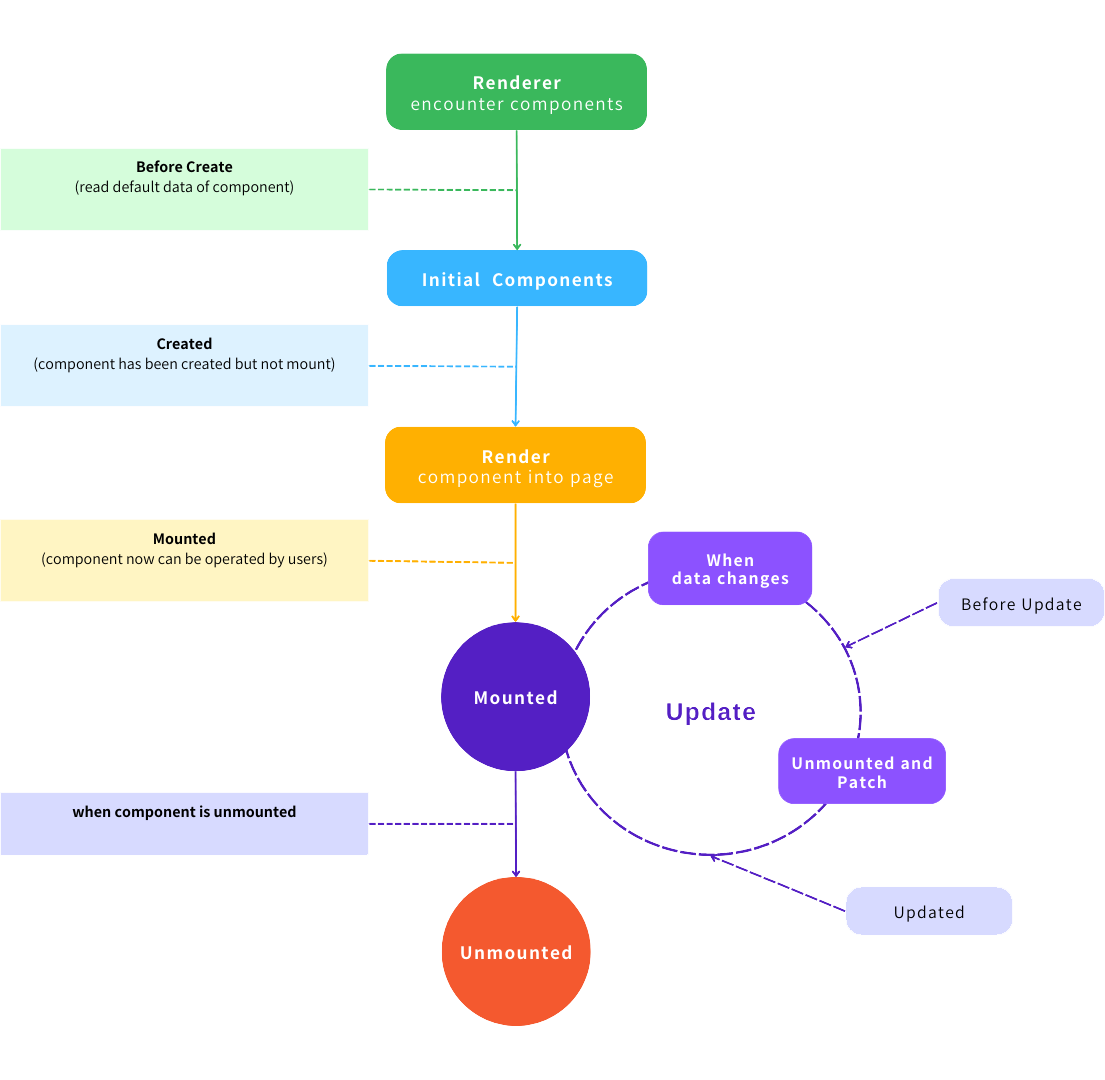 Renderer
encounter components
Before Create
(read default data of component)
Initial Components
Created
(component has been created but not mount)
Render
component into page
Mounted
(component now can be operated by users)
When
data changes
Before Update
Mounted
Update
Unmounted and
Patch
when component is unmounted
Updated
Unmounted